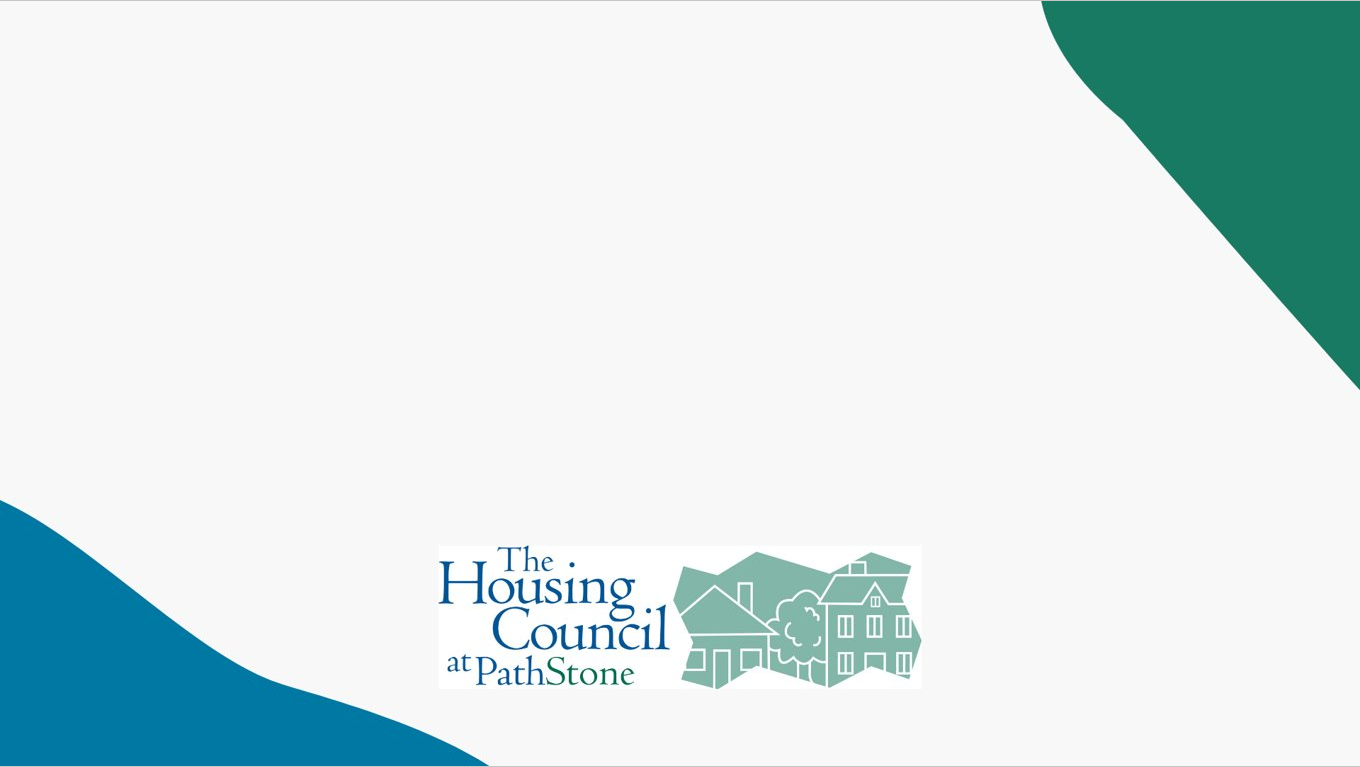 The
Housing
Council
at PathStone